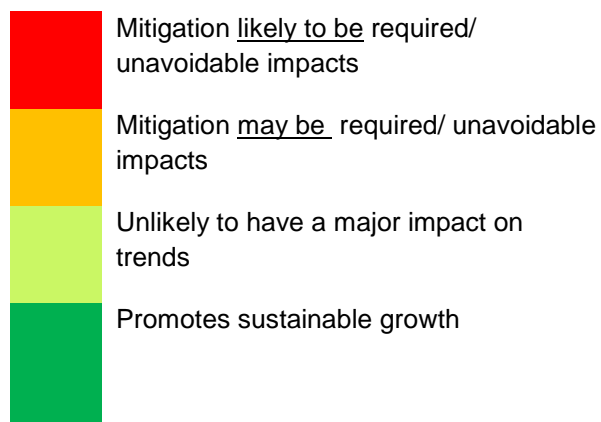 Mitigation likely to be required/
unavoidable impacts
Mitigation may be  required/ unavoidable
impacts
Unlikely to have a major impact on
trends
Promotes sustainable growth